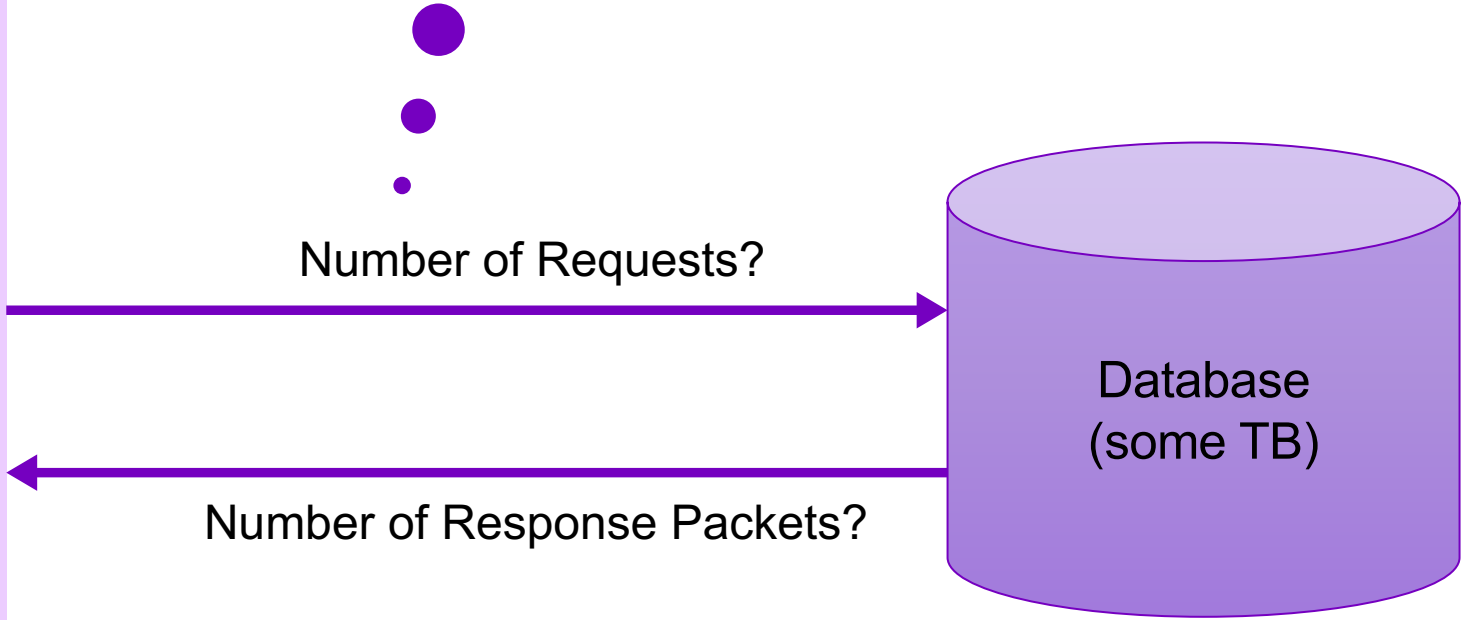 Number of Requests?
Database
(some TB)
Number of Response Packets?